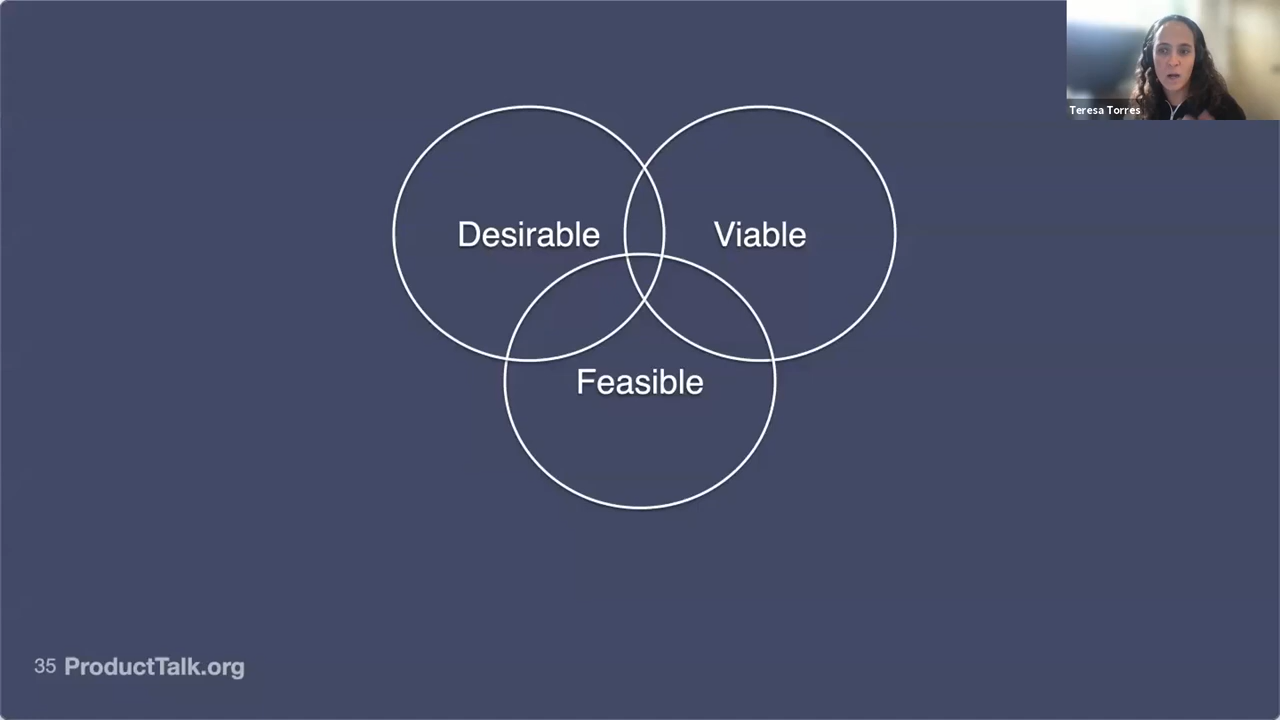 Teresa Torres
Desirable
Viable
Feasible
35 ProductTalk.org